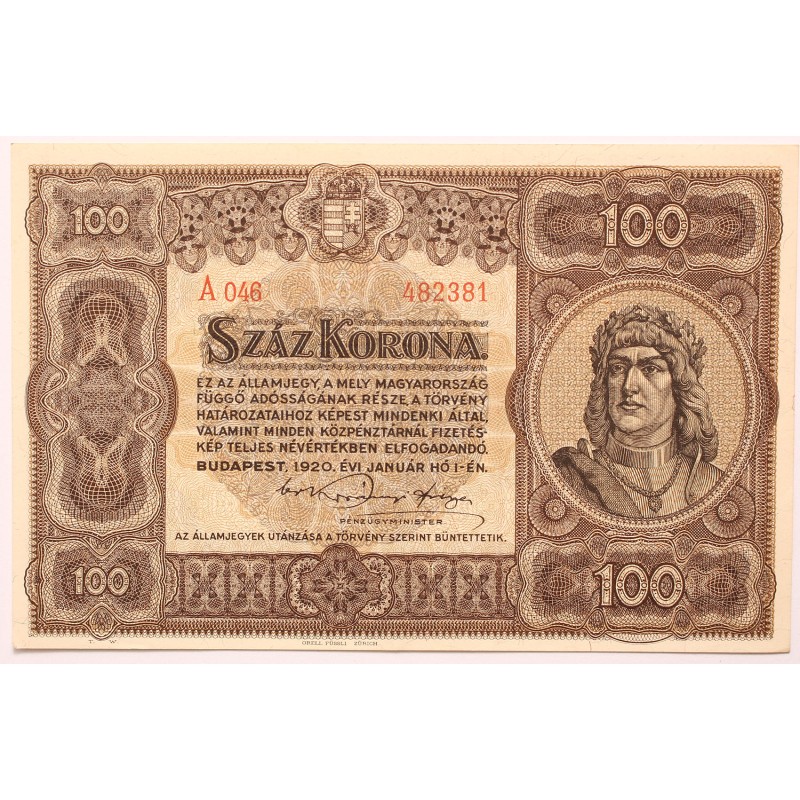 100 100
A 046 482381
SZÁZ KORONA.
EZ AZ ÁLLAMJEGY, A MELY MAGYARORSZÁG
FÜGGŐ ADÓSSÁGÁNAK RÉSZE, A TÖRVÉNY
HATÁROZATAIHOZ KÉPEST MINDENKI ÁLTAL,
VALAMINT MINDEN KÖZPÉNZTÁRNÁL FIZETÉS-
KÉP TELJES NÉVÉRTÉKBEN ELFOGADANDÓ.
BUDAPEST, 1920. ÉVI JANUÁR HÓ 1-ÉN.
PÉNZÜGYMINISTER
AZ ÁLLAMJEGYEK UTÁNZÁSA A TÖRVÉNY SZERINT BÜNTETTETIK.
100 100
T. W. ORELL FÜSSLI ZÜRICH